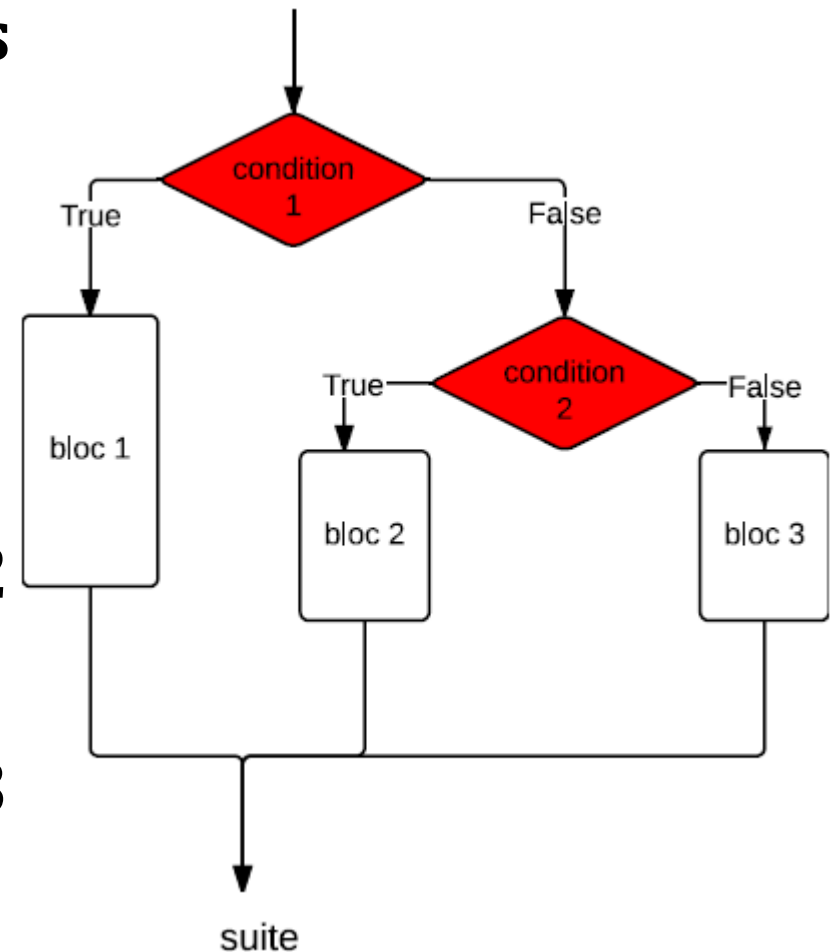 s
condition
1
True
False
condition
2
True
False
bloc 1
bloc 2
bloc 3
suite